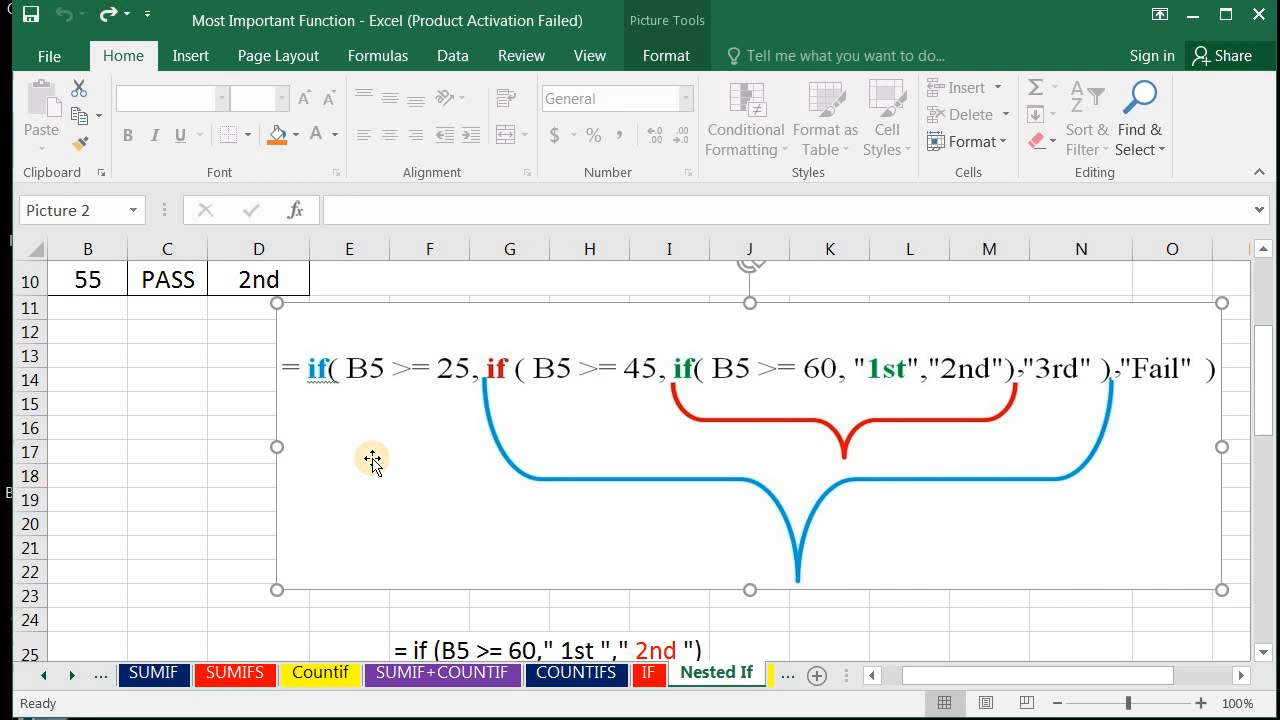 Most Important Function - Excel (Product Activation Failed) Picture Tools
File Home Insert Page Layout Formulas Data Review View Format Tell me what you want to do... Sign in Share
Paste General Conditional Formatting Format as Table Cell Styles Insert Delete Format Sort & Filter Find & Select
B I U A $ % ,
Clipboard Font Alignment Number Styles Cells Editing
Picture 2 fx
B C D E F G H I J K L M N O
10 55 PASS 2nd
11
12
13
= if( B5 >= 25, if ( B5 >= 45, if( B5 >= 60, "1st","2nd"),"3rd" ),"Fail" )
14
15
16
17
18
19
20
21
22
23
24
25 = if (B5 >= 60," 1st "," 2nd ")
... SUMIF SUMIFS Countif SUMIF+COUNTIF COUNTIFS IF Nested If ...
Ready 100%